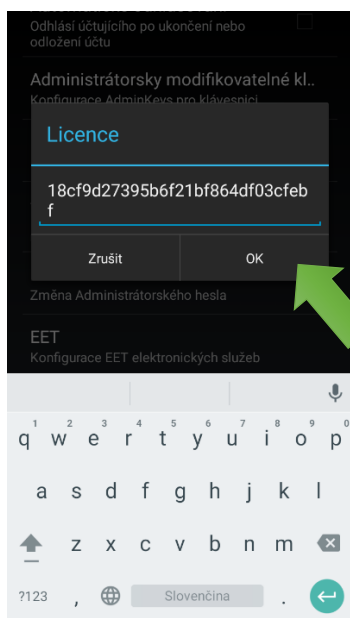 Odhlásí účtujícího po ukončení nebo
odložení účtu
Administrátorsky modifikovatelné kl..
Konfigurace AdminKeys pro klávesnici
Licence
18cf9d27395b6f21bf864df03cfeb
f
Zrušit OK
Změna Administrátorského hesla
EET
Konfigurace EET elektronických služeb
1 2 3 4 5 6 7 8 9 0
q w e r t y u i o p
a s d f g h j k l
z x c v b n m
?123 , Slovenčina .